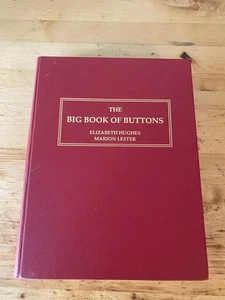 THE
BIG BOOK OF BUTTONS
ELIZABETH HUGHES
MARION LESTER